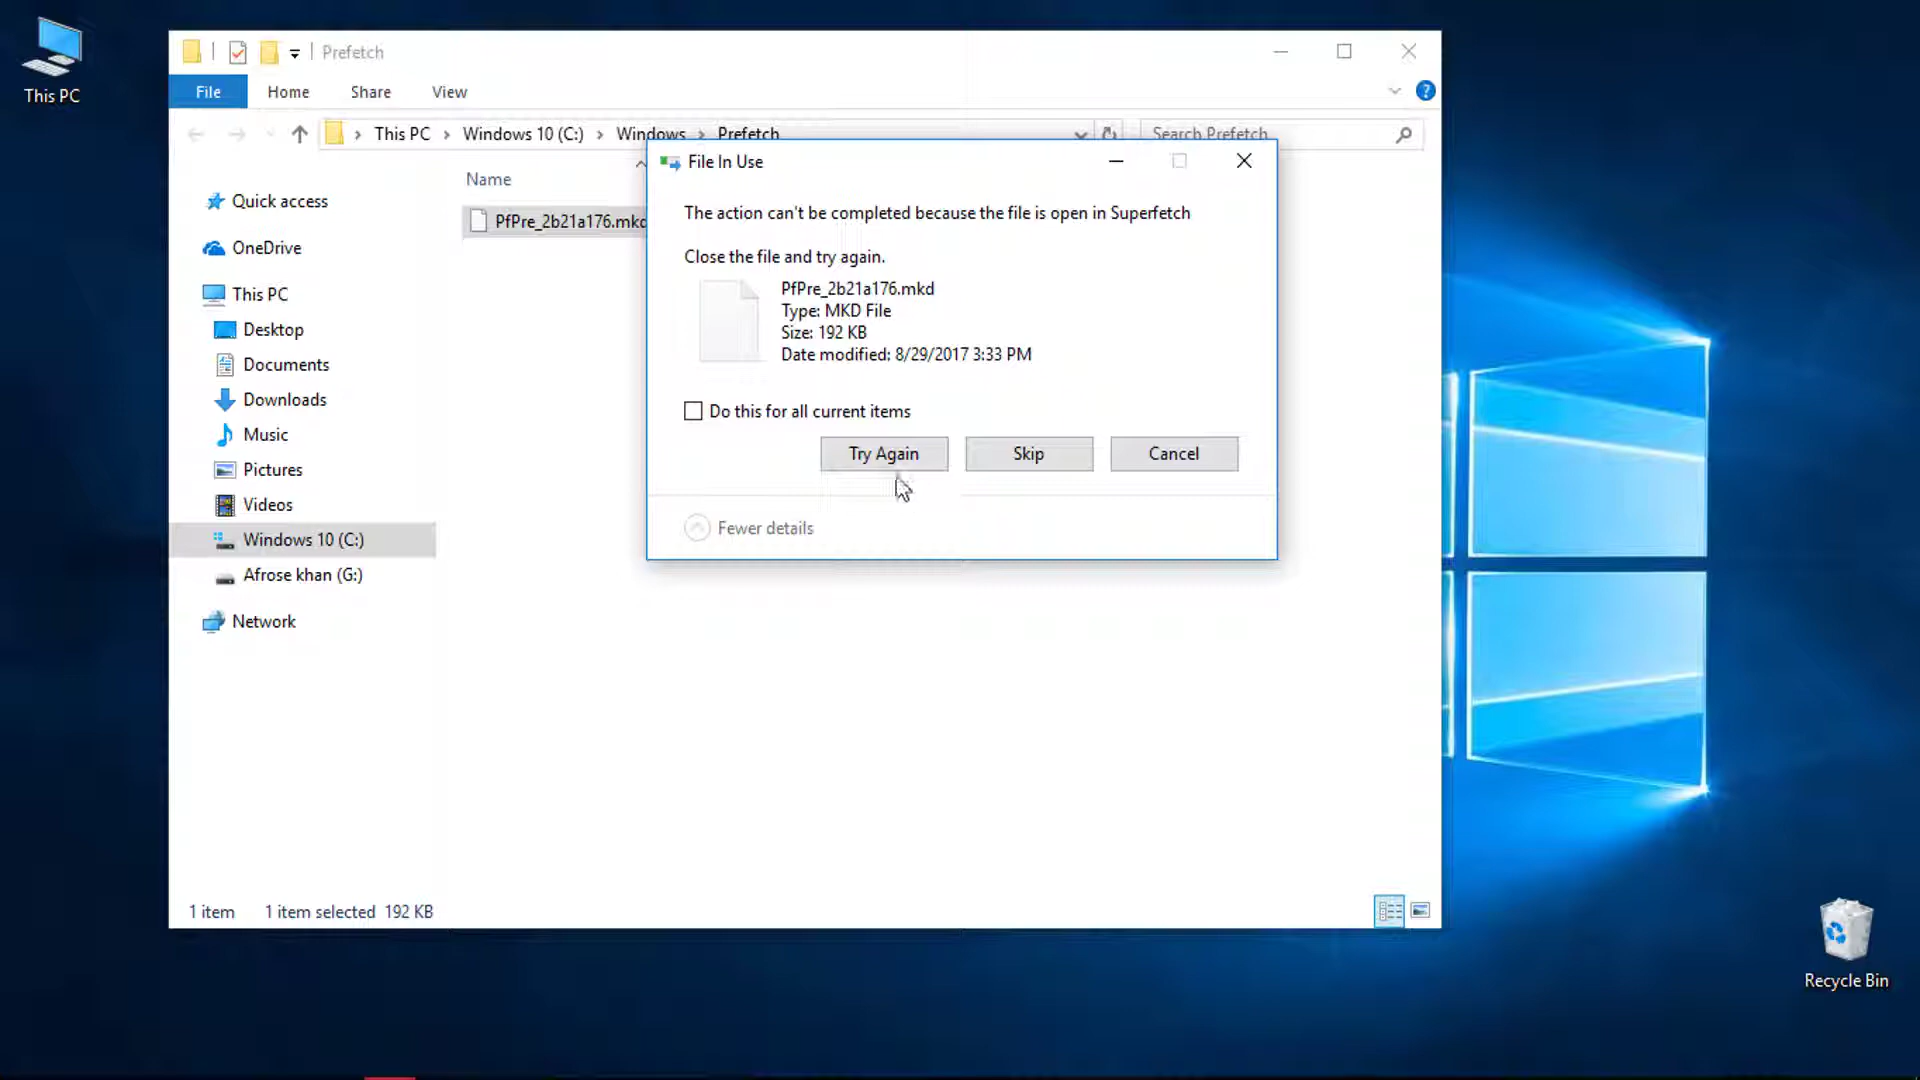 This PC
Prefetch
File
Home
Share
View
?
This PC
Windows 10 (C:)
Windows
Prefetch
Search Prefetch
Quick access
OneDrive
This PC
Desktop
Documents
Downloads
Music
Pictures
Videos
Windows 10 (C:)
Afrose khan (G:)
Network
Name
PfPre_2b21a176.mkd
File In Use
The action can't be completed because the file is open in Superfetch
Close the file and try again.
PfPre_2b21a176.mkd
Type: MKD File
Size: 192 KB
Date modified: 8/29/2017 3:33 PM
Do this for all current items
Try Again
Skip
Cancel
Fewer details
1 item
1 item selected 192 KB
Recycle Bin